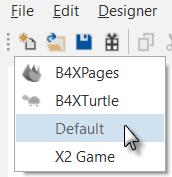 File Edit Designer
B4XPages
B4XTurtle
Default
X2 Game